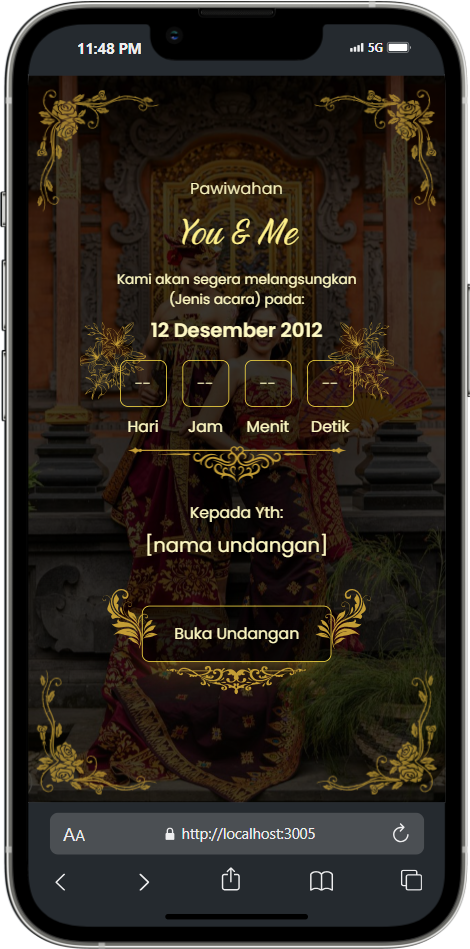 11:48 PM
5G
Pawiwahan
You & Me
Kami akan segera melangsungkan
(Jenis acara) pada:
12 Desember 2012
-- -- -- --
Hari Jam Menit Detik
Kepada Yth:
[nama undangan]
Buka Undangan
AA http://localhost:3005